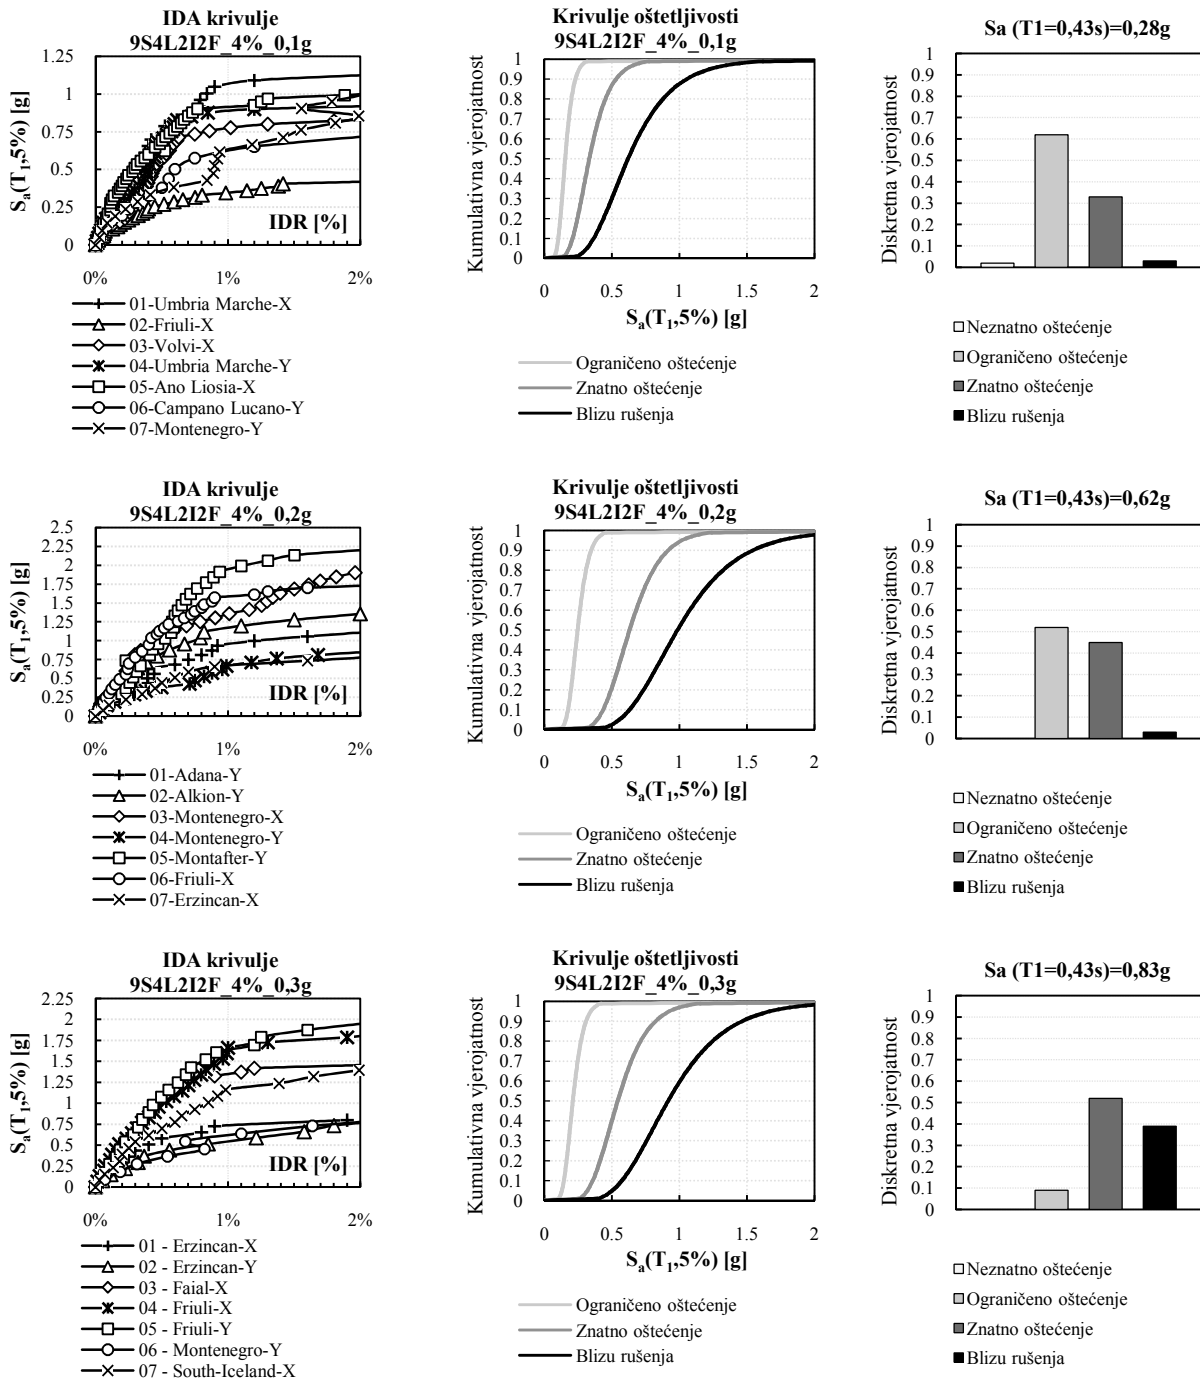 IDA krivulje
9S4L2I2F_4%_0,1g
1.25
1
0.75
0.5
0.25
0
Sa(T1,5%) [g]
IDR [%]
0%
1%
2%
01-Umbria Marche-X
02-Friuli-X
03-Volvi-X
04-Umbria Marche-Y
05-Ano Liosia-X
06-Campano Lucano-Y
07-Montenegro-Y
Krivulje oštetljivosti
9S4L2I2F_4%_0,1g
Kumulativna vjerojatnost
1
0.9
0.8
0.7
0.6
0.5
0.4
0.3
0.2
0.1
0
0
0.5
1
1.5
2
Sa(T1,5%) [g]
Ograničeno oštećenje
Znatno oštećenje
Blizu rušenja
Sa (T1=0,43s)=0,28g
Diskretna vjerojatnost
1
0.9
0.8
0.7
0.6
0.5
0.4
0.3
0.2
0.1
0
Neznatno oštećenje
Ograničeno oštećenje
Znatno oštećenje
Blizu rušenja
IDA krivulje
9S4L2I2F_4%_0,2g
2.5
2.25
2
1.75
1.5
1.25
1
0.75
0.5
0.25
0
Sa(T1,5%) [g]
IDR [%]
0%
1%
2%
01-Adana-Y
02-Alkion-Y
03-Montenegro-X
04-Montenegro-Y
05-Montafter-Y
06-Friuli-X
07-Erzincan-X
Krivulje oštetljivosti
9S4L2I2F_4%_0,2g
Kumulativna vjerojatnost
1
0.9
0.8
0.7
0.6
0.5
0.4
0.3
0.2
0.1
0
0
0.5
1
1.5
2
Sa(T1,5%) [g]
Ograničeno oštećenje
Znatno oštećenje
Blizu rušenja
Sa (T1=0,43s)=0,62g
Diskretna vjerojatnost
1
0.9
0.8
0.7
0.6
0.5
0.4
0.3
0.2
0.1
0
Neznatno oštećenje
Ograničeno oštećenje
Znatno oštećenje
Blizu rušenja
IDA krivulje
9S4L2I2F_4%_0,3g
2.25
2
1.75
1.5
1.25
1
0.75
0.5
0.25
0
Sa(T1,5%) [g]
IDR [%]
0%
1%
2%
01 - Erzincan-X
02 - Erzincan-Y
03 - Faial-X
04 - Friuli-X
05 - Friuli-Y
06 - Montenegro-Y
07 - South-Iceland-X
Krivulje oštetljivosti
9S4L2I2F_4%_0,3g
Kumulativna vjerojatnost
1
0.9
0.8
0.7
0.6
0.5
0.4
0.3
0.2
0.1
0
0
0.5
1
1.5
2
Sa(T1,5%) [g]
Ograničeno oštećenje
Znatno oštećenje
Blizu rušenja
Sa (T1=0,43s)=0,83g
Diskretna vjerojatnost
1
0.9
0.8
0.7
0.6
0.5
0.4
0.3
0.2
0.1
0
Neznatno oštećenje
Ograničeno oštećenje
Znatno oštećenje
Blizu rušenja